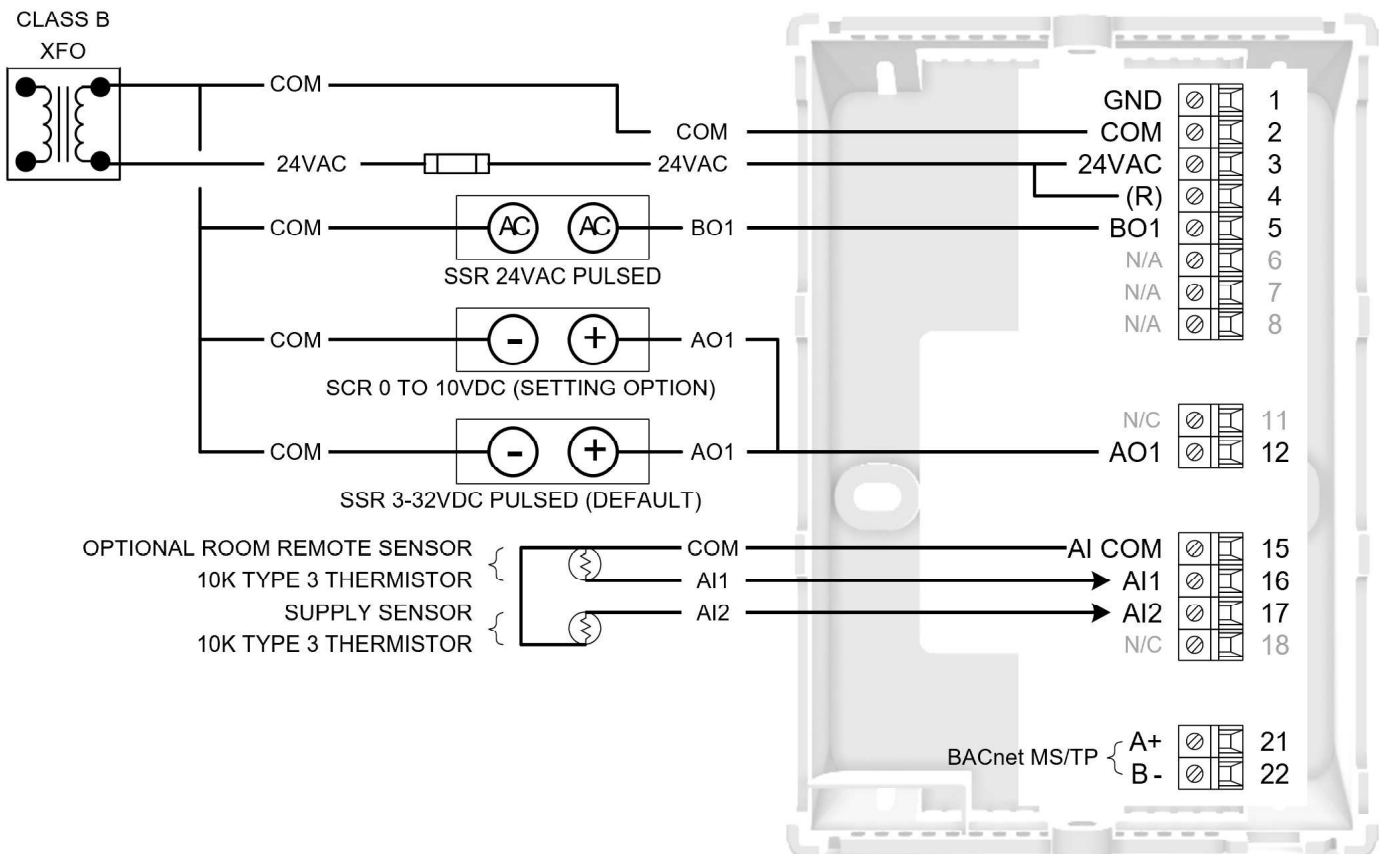 CLASS B
XFO
COM
COM
24VAC
24VAC
COM
AC
AC
BO1
SSR 24VAC PULSED
COM
-
+
AO1
SCR 0 TO 10VDC (SETTING OPTION)
COM
-
+
AO1
SSR 3-32VDC PULSED (DEFAULT)
OPTIONAL ROOM REMOTE SENSOR
10K TYPE 3 THERMISTOR
SUPPLY SENSOR
10K TYPE 3 THERMISTOR
COM
AI1
AI2
GND 1
COM 2
24VAC 3
(R) 4
BO1 5
N/A 6
N/A 7
N/A 8
N/C 11
AO1 12
AI COM 15
AI1 16
AI2 17
N/C 18
BACnet MS/TP
A+ 21
B - 22